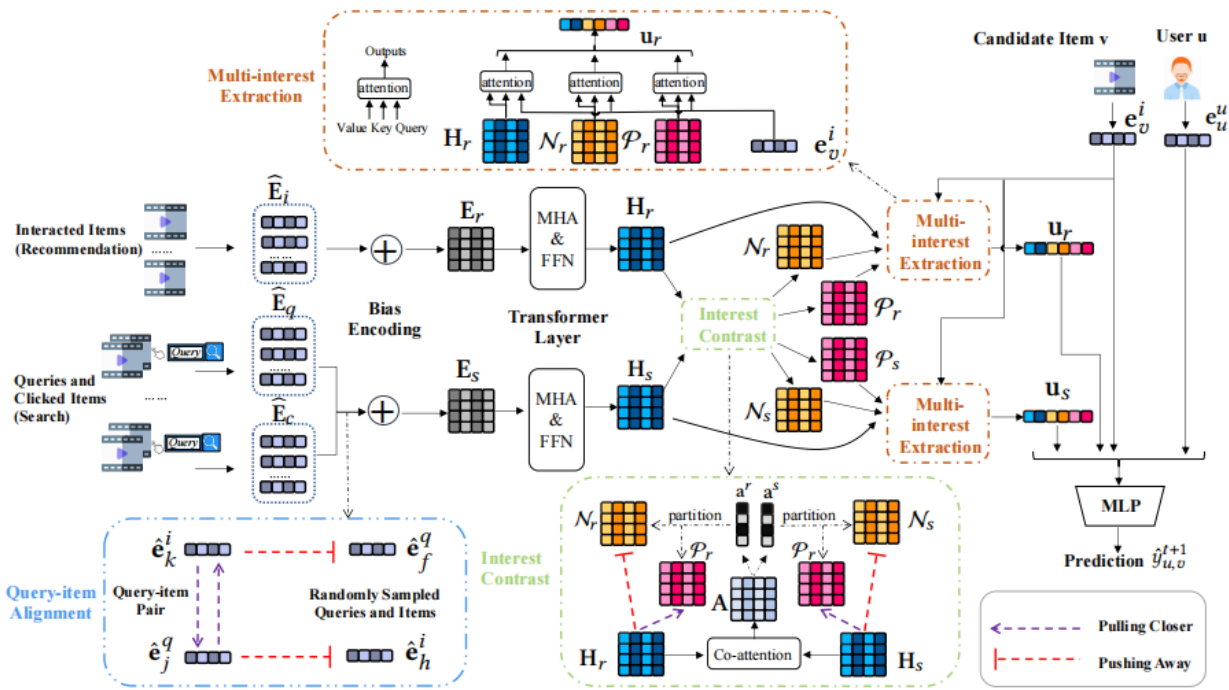 Multi-interest
Extraction
Outputs
attention
Value Key Query
u_r
attention
attention
attention
H_r
𝒩_r
𝒫_r
e_v^i
Candidate Item v
User u
e_v^i
e_u^u
Interacted Items
(Recommendation)
......
Ê_i
......
Bias
Encoding
E_r
MHA
&
FFN
H_r
Transformer
Layer
Interest
Contrast
𝒩_r
𝒫_r
𝒫_s
𝒩_s
Multi-
interest
Extraction
u_r
Queries and
Clicked Items
(Search)
Query
......
Query
Ê_q
......
Ê_c
......
E_s
MHA
&
FFN
H_s
Multi-
interest
Extraction
u_s
MLP
Prediction ŷ_{u,v}^{t+1}
Query-item
Alignment
ê_k^i
ê_f^q
Query-item
Pair
Randomly Sampled
Queries and Items
ê_j^q
ê_h^i
Interest
Contrast
a^r
a^s
𝒩_r
partition
partition
𝒩_s
𝒫_r
𝒫_r
A
H_r
Co-attention
H_s
Pulling Closer
Pushing Away